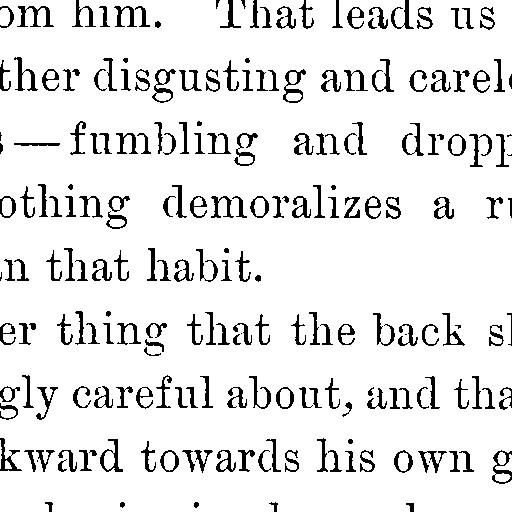 om him. That leads us
ther disgusting and carel
— fumbling and dropp
othing demoralizes a r
n that habit.
er thing that the back s
gly careful about, and tha
kward towards his own g